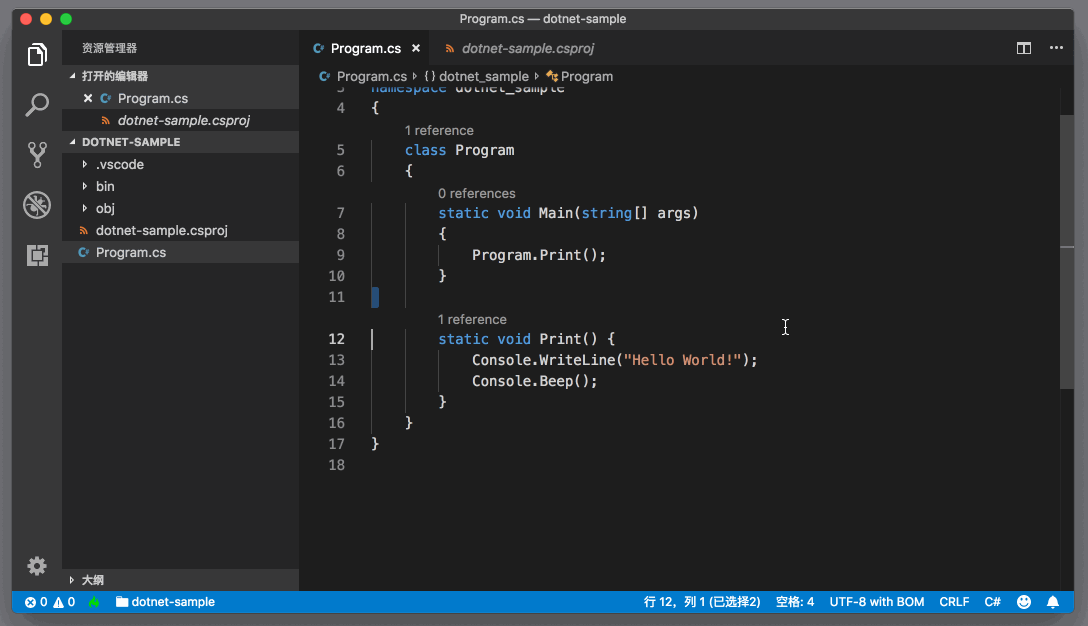 Program.cs — dotnet-sample
资源管理器
打开的编辑器
Program.cs
dotnet-sample.csproj
DOTNET-SAMPLE
.vscode
bin
obj
dotnet-sample.csproj
Program.cs
大纲
Program.cs
dotnet-sample.csproj
Program.cs {} dotnet_sample Program
3 namespace dotnet_sample
4 {
1 reference
5 class Program
6 {
0 references
7 static void Main(string[] args)
8 {
9 Program.Print();
10 }
11
1 reference
12 static void Print() {
13 Console.WriteLine("Hello World!");
14 Console.Beep();
15 }
16 }
17 }
18
0 0 dotnet-sample 行 12，列 1 (已选择2) 空格: 4 UTF-8 with BOM CRLF C#